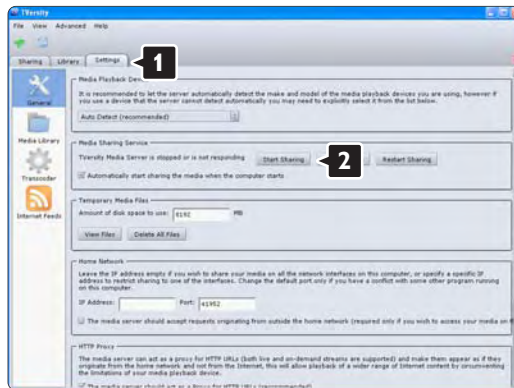 TVersity
File View Advanced Help
Sharing Library Settings
1
General
Media Library
Transcoder
Internet Feeds
Media Playback
It is recommended to let the server automatically detect the make and model of the media playback devices you are using, however if
you use a device that the server cannot detect automatically you may need to explicitly select it from the list below.
Auto Detect (recommended)
Media Sharing Service
TVersity Media Server is stopped or is not responding Start Sharing 2 Restart Sharing
Automatically start sharing the media when the computer starts
Temporary Media Files
Amount of disk space to use: 8192 MB
View Files Delete All Files
Home Network
Leave the IP address empty if you wish to share your media on all the network interfaces on this computer, or specify a specific IP
address to restrict sharing to one of the interfaces. Change the default port only if you have a conflict with some other program running
on this computer.
IP Address: Port: 41952
The media server should accept requests originating from outside the home network (required only if you wish to access your media on
HTTP Proxy
The media server can act as a proxy for HTTP URLs (both live and on-demand streams are supported) and make them appear as if they
originate from the home network and not from the Internet, this will allow playback of a wider range of Internet content by circumventing
the limitations of your media playback device.
The media server should act as a Proxy for HTTP URLs (recommended)